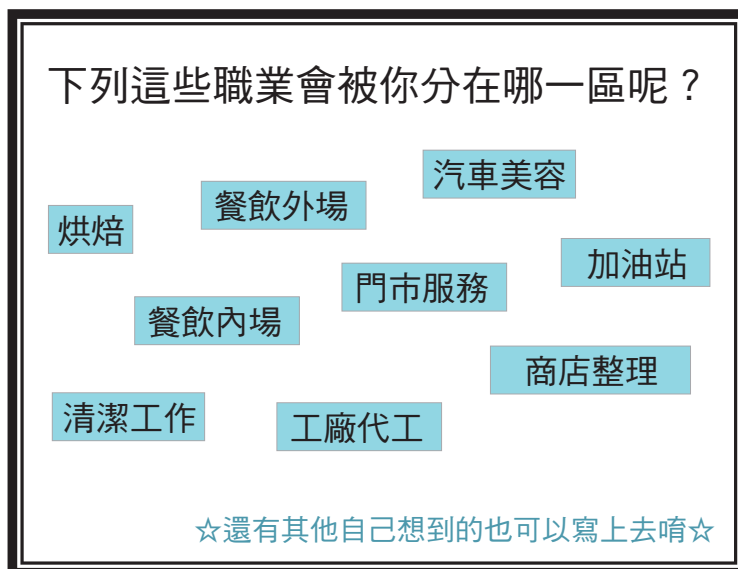 下列這些職業會被你分在哪一區呢？
汽車美容
餐飲外場
烘焙
加油站
門市服務
餐飲內場
商店整理
清潔工作
工廠代工
☆還有其他自己想到的也可以寫上去唷☆